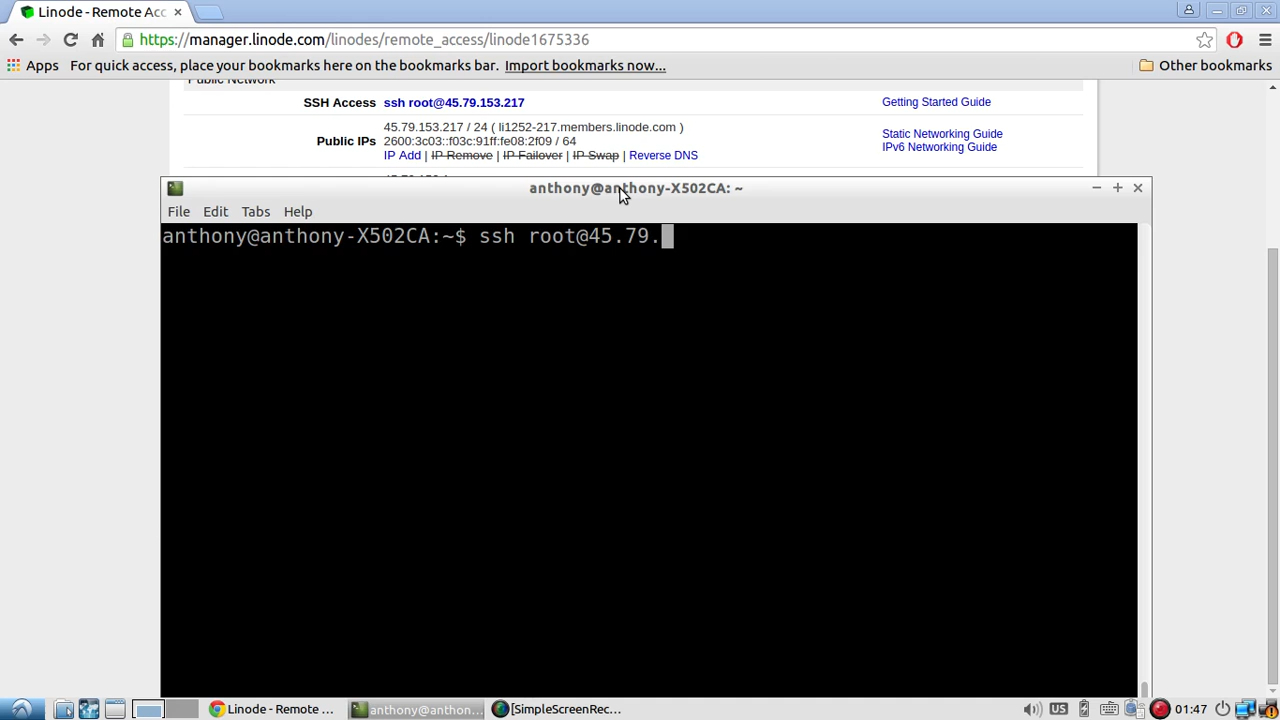 Linode - Remote Acc
https://manager.linode.com/linodes/remote_access/linode1675336
Apps For quick access, place your bookmarks here on the bookmarks bar. Import bookmarks now... Other bookmarks
Public Network
SSH Access ssh root@45.79.153.217 Getting Started Guide
Public IPs 45.79.153.217 / 24 ( li1252-217.members.linode.com ) Static Networking Guide
2600:3c03::f03c:91ff:fe08:2f09 / 64 IPv6 Networking Guide
IP Add | IP Remove | IP Failover | IP Swap | Reverse DNS
anthony@anthony-X502CA: ~
File Edit Tabs Help
anthony@anthony-X502CA:~$ ssh root@45.79.
Linode - Remote ... anthony@anthon... [SimpleScreenRec... US 01:47